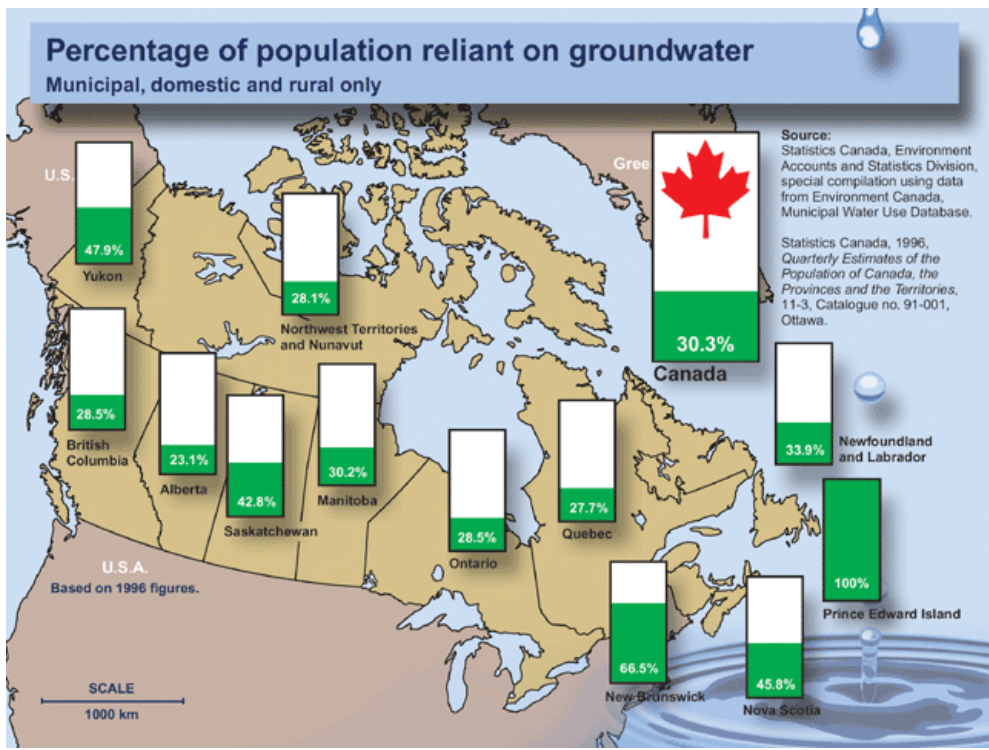 Percentage of population reliant on groundwater
Municipal, domestic and rural only
U.S.
Gree
47.9%
Yukon
28.1%
Northwest Territories
and Nunavut
30.3%
Canada
Source:
Statistics Canada, Environment
Accounts and Statistics Division,
special compilation using data
from Environment Canada,
Municipal Water Use Database.
Statistics Canada, 1996,
Quarterly Estimates of the
Population of Canada, the
Provinces and the Territories,
11-3, Catalogue no. 91-001,
Ottawa.
28.5%
British
Columbia
23.1%
Alberta
42.8%
Saskatchewan
30.2%
Manitoba
28.5%
Ontario
27.7%
Quebec
33.9%
Newfoundland
and Labrador
100%
Prince Edward Island
66.5%
New Brunswick
45.8%
Nova Scotia
U.S.A.
Based on 1996 figures.
SCALE
1000 km